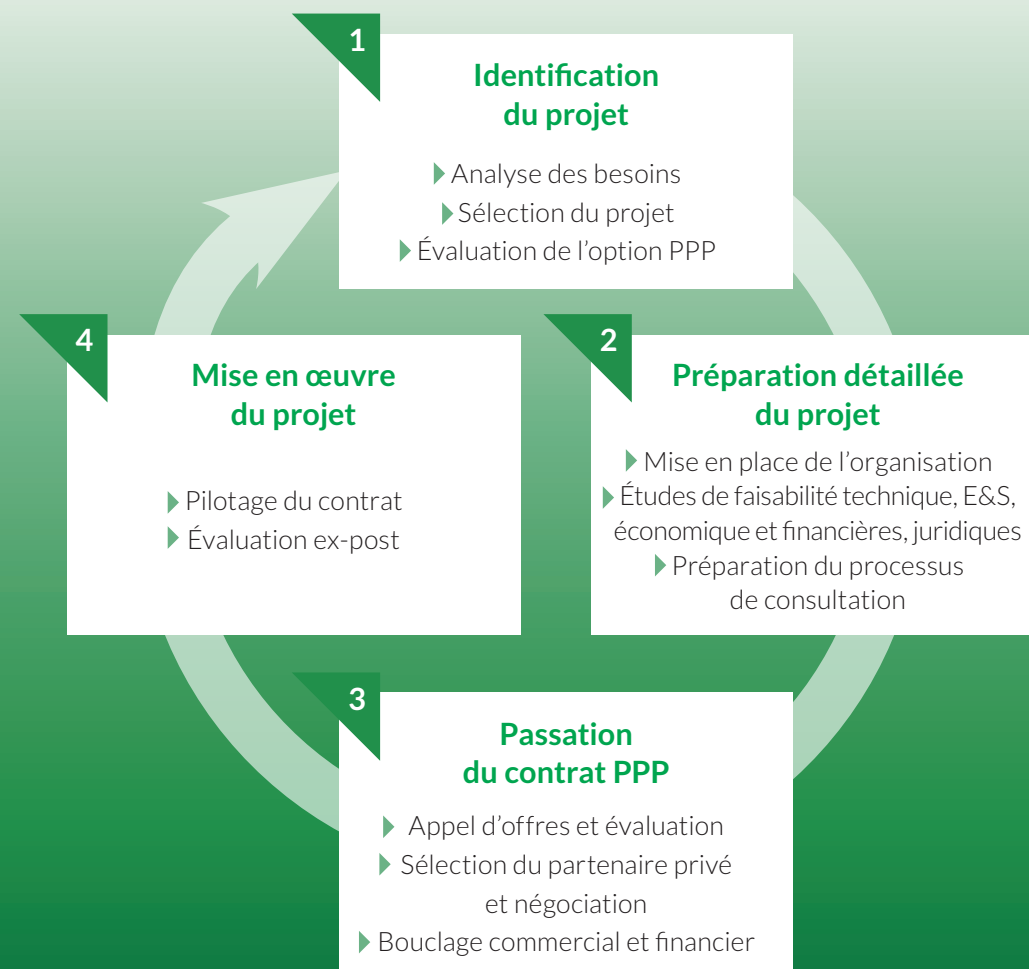 1
Identification
du projet
Analyse des besoins
Sélection du projet
Évaluation de l’option PPP
2
Préparation détaillée
du projet
Mise en place de l’organisation
Études de faisabilité technique, E&S,
économique et financières, juridiques
Préparation du processus
de consultation
3
Passation
du contrat PPP
Appel d’offres et évaluation
Sélection du partenaire privé
et négociation
Bouclage commercial et financier
4
Mise en œuvre
du projet
Pilotage du contrat
Évaluation ex-post